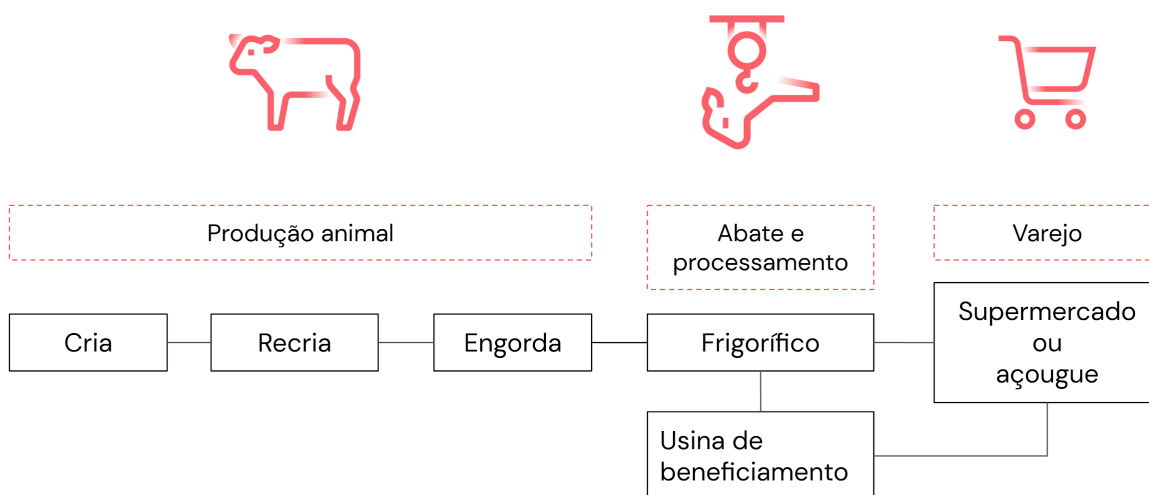 Produção animal
Abate e
processamento
Varejo
Cria
Recria
Engorda
Frigorífico
Supermercado
ou
açougue
Usina de
beneficiamento